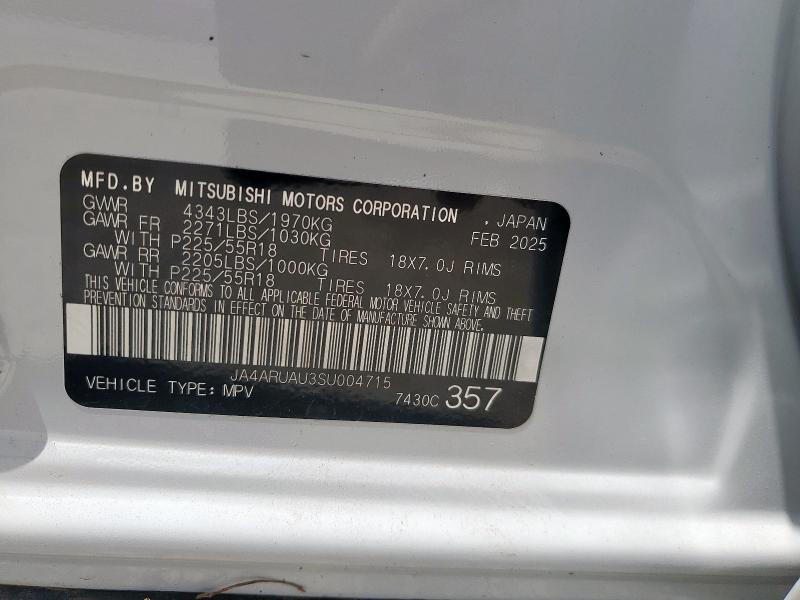 MFD.BY MITSUBISHI MOTORS CORPORATION . JAPAN
GVWR 4343LBS/1970KG FEB 2025
GAWR FR 2271LBS/1030KG
WITH P225/55R18 TIRES 18X7.0J RIMS
GAWR RR 2205LBS/1000KG
WITH P225/55R18 TIRES 18X7.0J RIMS
THIS VEHICLE CONFORMS TO ALL APPLICABLE FEDERAL MOTOR VEHICLE SAFETY AND THEFT
PREVENTION STANDARDS IN EFFECT ON THE DATE OF MANUFACTURE SHOWN ABOVE.
JA4ARUAU3SU004715
VEHICLE TYPE: MPV 7430C 357